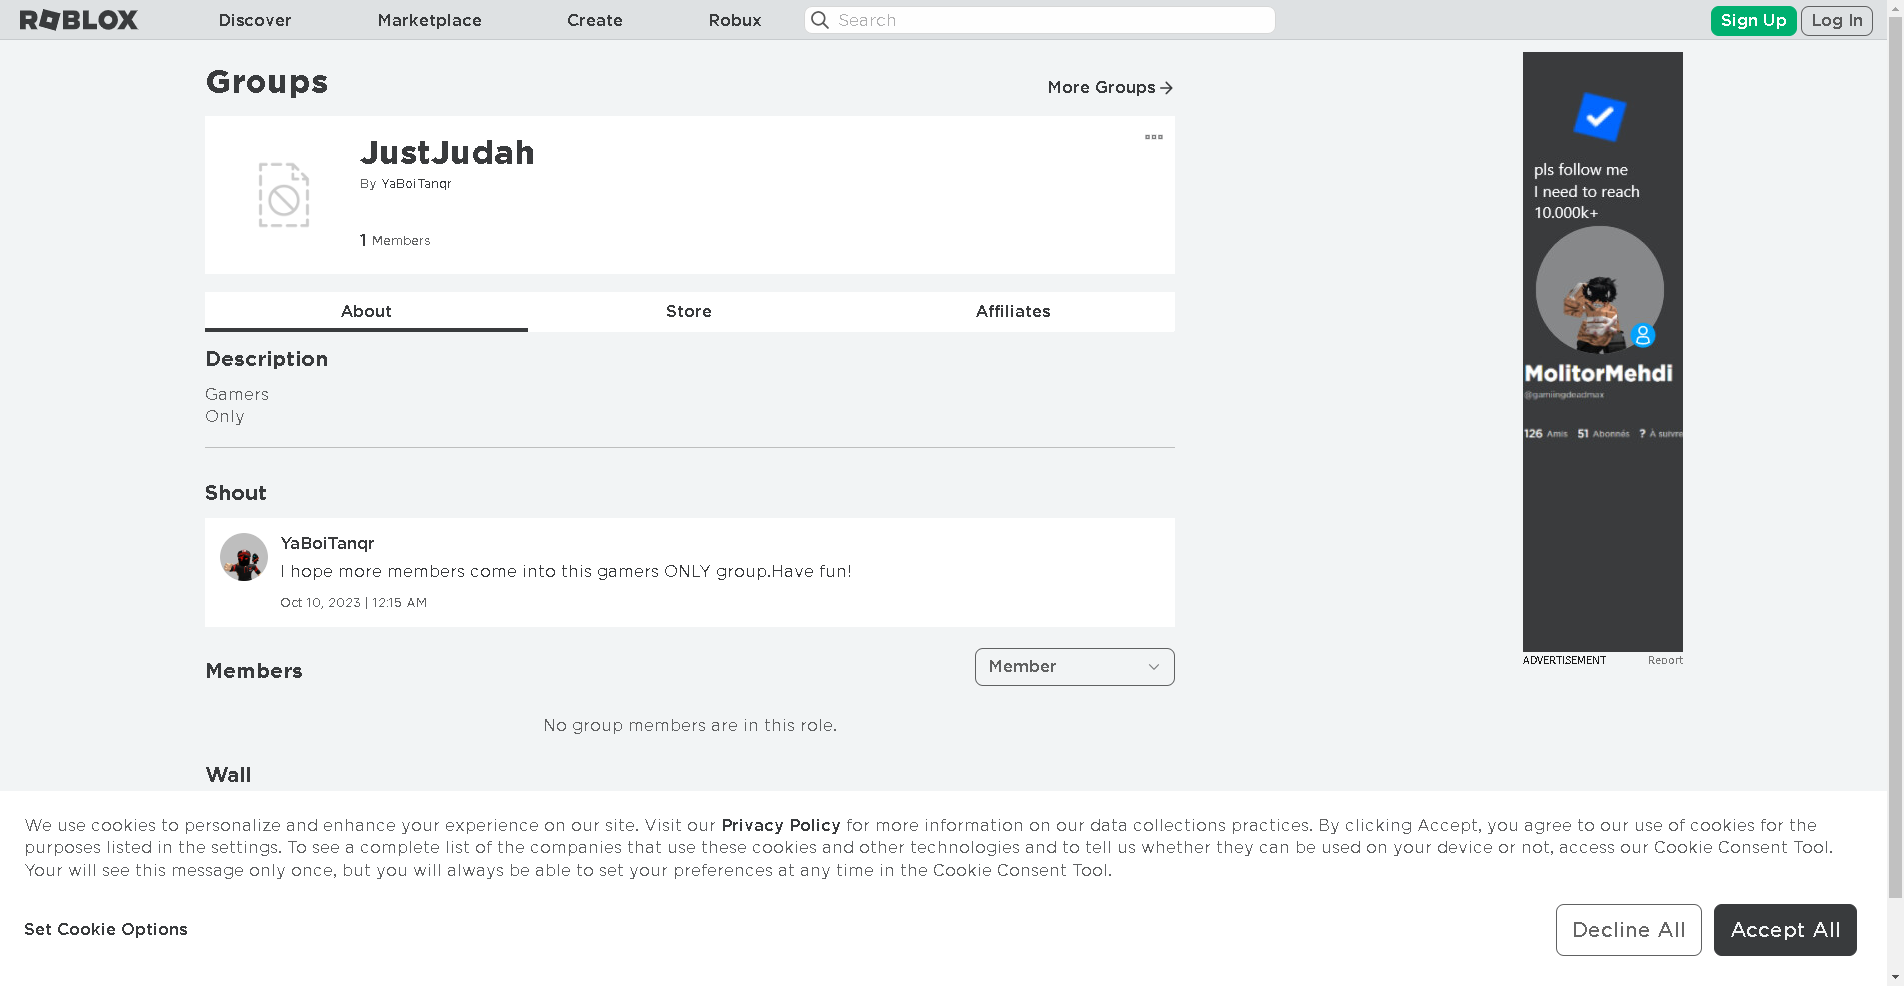 ROBLOX
Discover
Marketplace
Create
Robux
Search
Sign Up
Log In
Groups
More Groups
JustJudah
By YaBoiTanqr
1 Members
About
Store
Affiliates
Description
Gamers
Only
Shout
YaBoiTanqr
I hope more members come into this gamers ONLY group.Have fun!
Oct 10, 2023 | 12:15 AM
Members
Member
No group members are in this role.
Wall
pls follow me
I need to reach
10.000k+
MolitorMehdi
@gamiingdeadmax
126 Amis 51 Abonnés ? À suivre
ADVERTISEMENT
Report
We use cookies to personalize and enhance your experience on our site. Visit our Privacy Policy for more information on our data collections practices. By clicking Accept, you agree to our use of cookies for the
purposes listed in the settings. To see a complete list of the companies that use these cookies and other technologies and to tell us whether they can be used on your device or not, access our Cookie Consent Tool.
Your will see this message only once, but you will always be able to set your preferences at any time in the Cookie Consent Tool.
Set Cookie Options
Decline All
Accept All